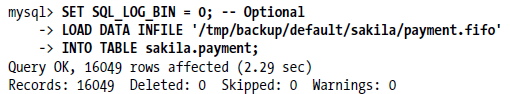 mysql> SET SQL_LOG_BIN = 0; -- Optional
-> LOAD DATA INFILE '/tmp/backup/default/sakila/payment.fifo'
-> INTO TABLE sakila.payment;
Query OK, 16049 rows affected (2.29 sec)
Records: 16049 Deleted: 0 Skipped: 0 Warnings: 0